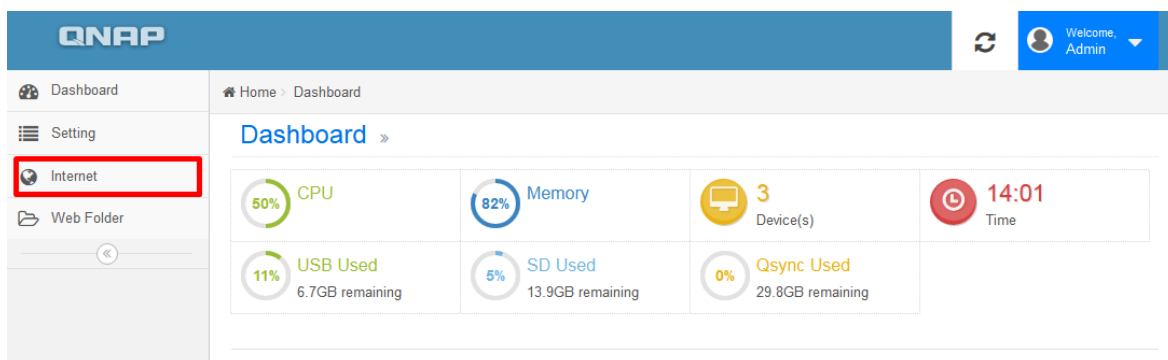 QNAP
Welcome,
Admin
Dashboard
Setting
Internet
Web Folder
Home > Dashboard
Dashboard »
50%
CPU
82%
Memory
3
Device(s)
14:01
Time
11%
USB Used
6.7GB remaining
5%
SD Used
13.9GB remaining
0%
Qsync Used
29.8GB remaining